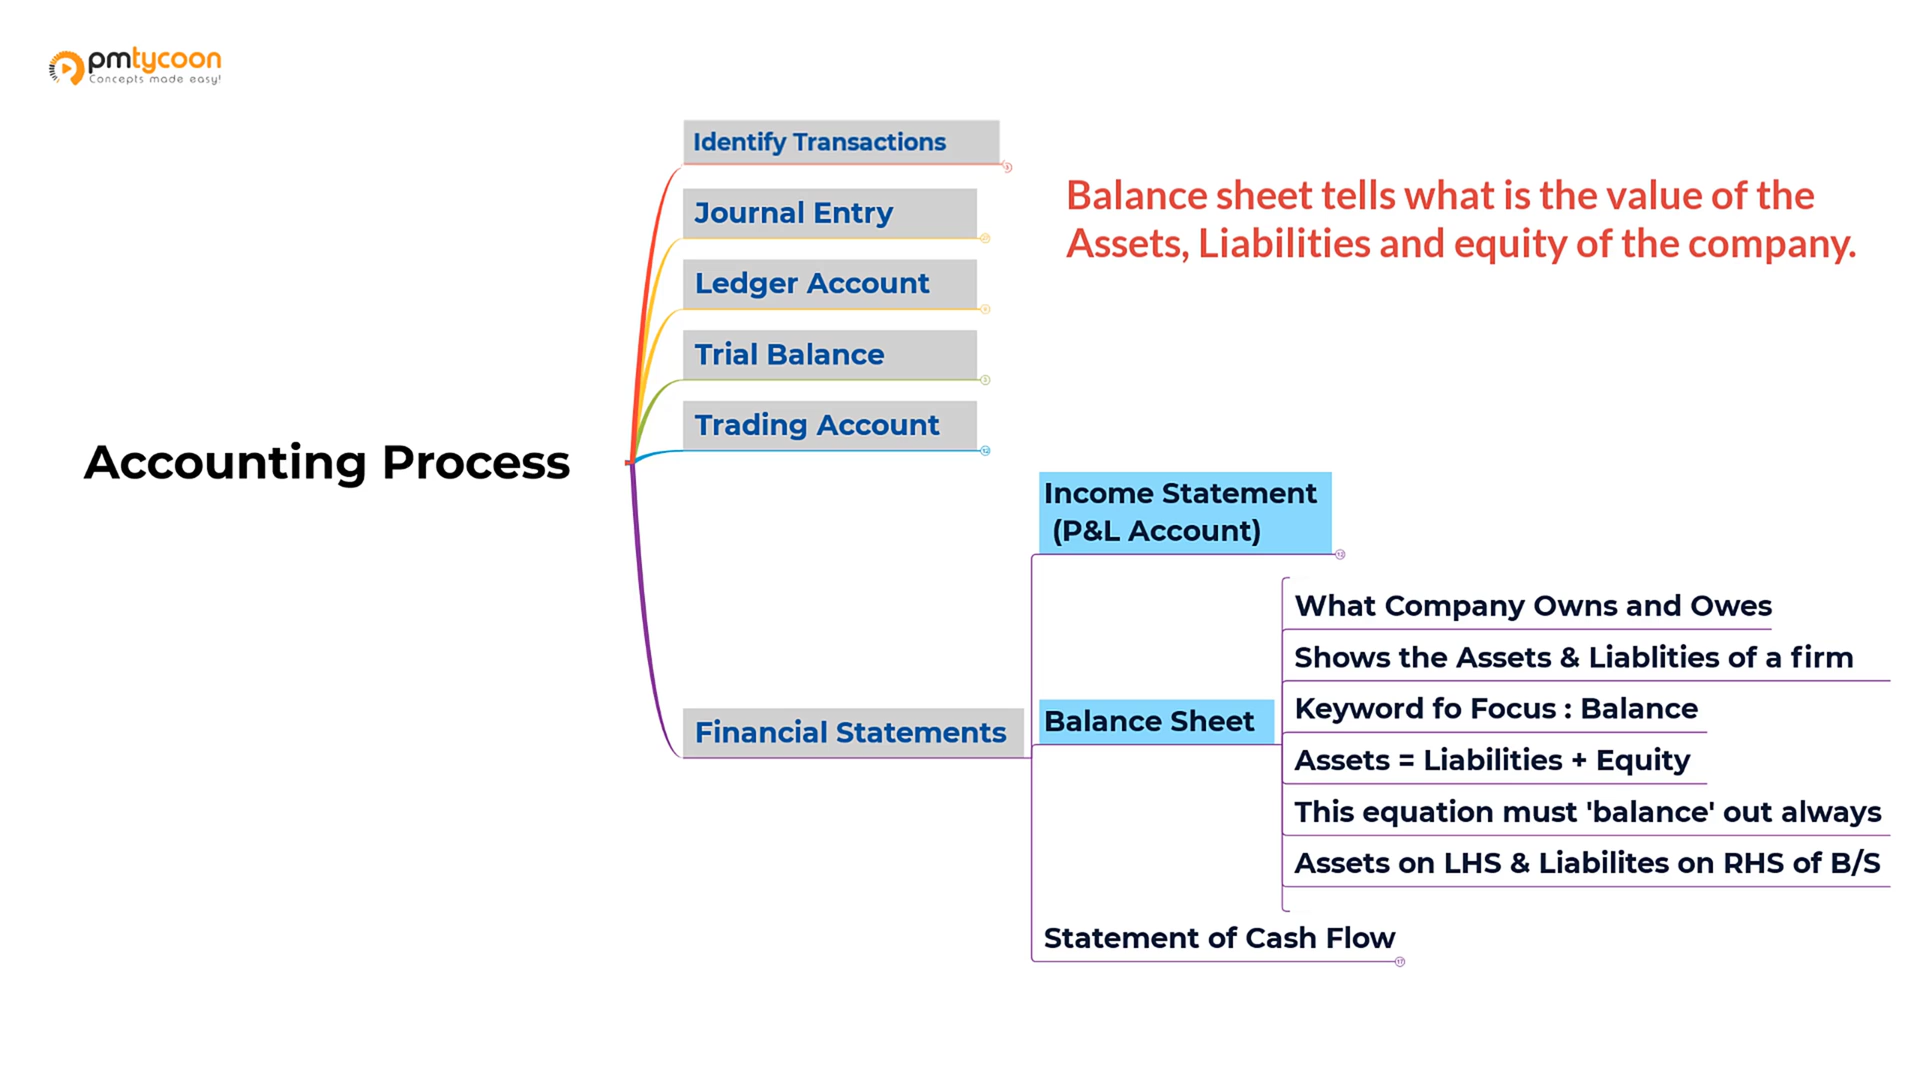 pmtycoon
Concepts made easy!
Identify Transactions
Journal Entry
Ledger Account
Trial Balance
Trading Account
Balance sheet tells what is the value of the
Assets, Liabilities and equity of the company.
Accounting Process
Income Statement
(P&L Account)
What Company Owns and Owes
Shows the Assets & Liablities of a firm
Keyword fo Focus : Balance
Assets = Liabilities + Equity
This equation must 'balance' out always
Assets on LHS & Liabilites on RHS of B/S
Balance Sheet
Financial Statements
Statement of Cash Flow